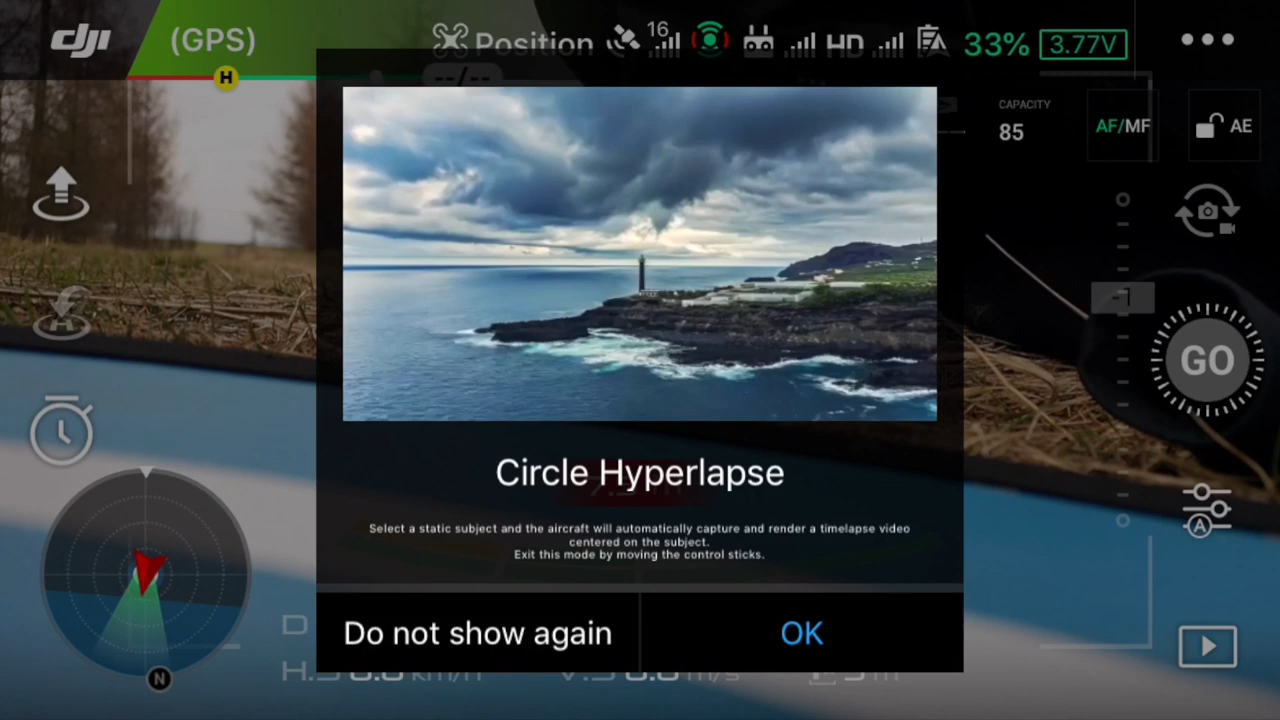 dji (GPS) Position 16 HD 33% 3.77V
H
--/--
CAPACITY
85
AF/MF
AE
-1
GO
A
Circle Hyperlapse
Select a static subject and the aircraft will automatically capture and render a timelapse video
centered on the subject.
Exit this mode by moving the control sticks.
Do not show again
OK
D
N